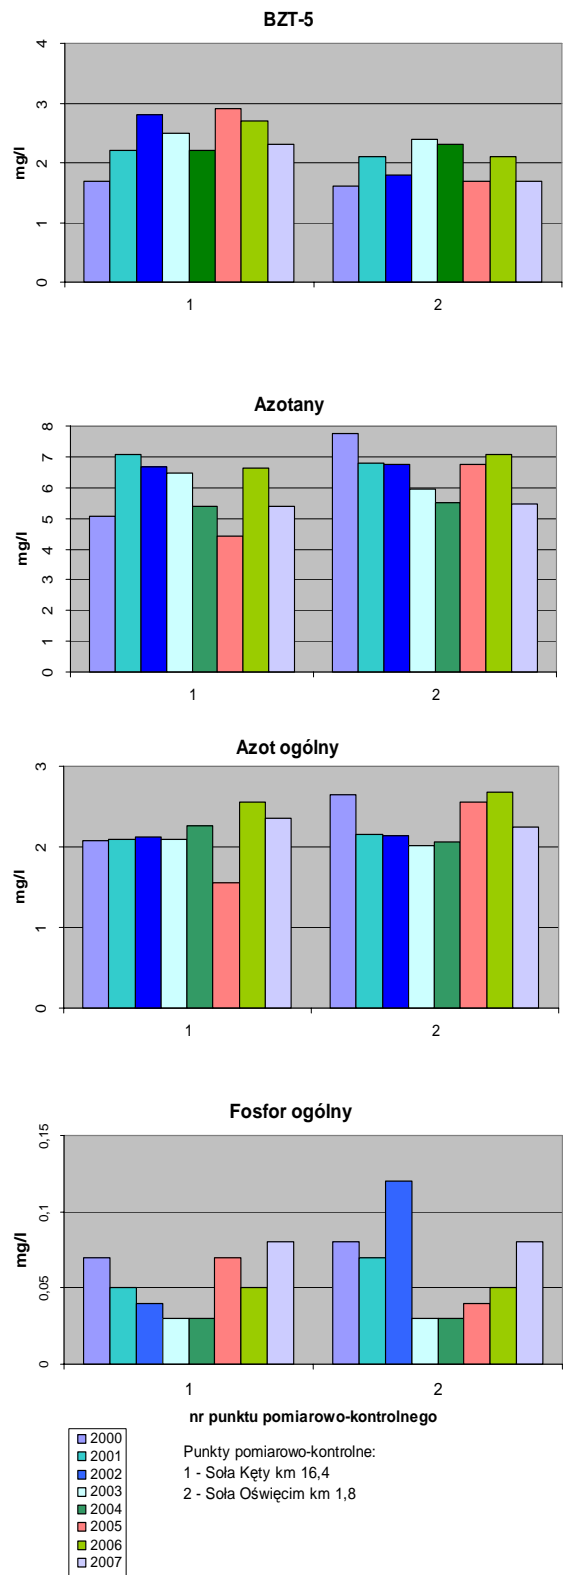 BZT-5
4
3
2
1
0
mg/l
1 2
Azotany
8
7
6
5
4
3
2
1
0
mg/l
1 2
Azot ogólny
3
2
1
0
mg/l
1 2
Fosfor ogólny
0,15
0,1
0,05
0
mg/l
1 2
nr punktu pomiarowo-kontrolnego
2000
2001
2002
2003
2004
2005
2006
2007
Punkty pomiarowo-kontrolne:
1 - Soła Kęty km 16,4
2 - Soła Oświęcim km 1,8